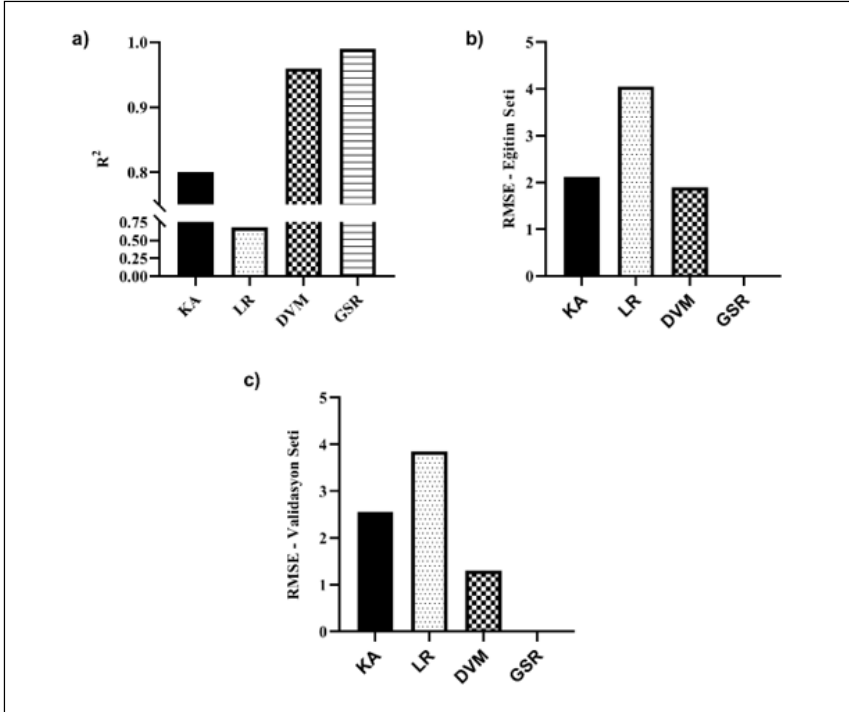 a)
R2
1.0
0.9
0.8
0.75
0.50
0.25
0.00
KA
LR
DVM
GSR
b)
RMSE - Eğitim Seti
5
4
3
2
1
0
KA
LR
DVM
GSR
c)
RMSE - Validasyon Seti
5
4
3
2
1
0
KA
LR
DVM
GSR